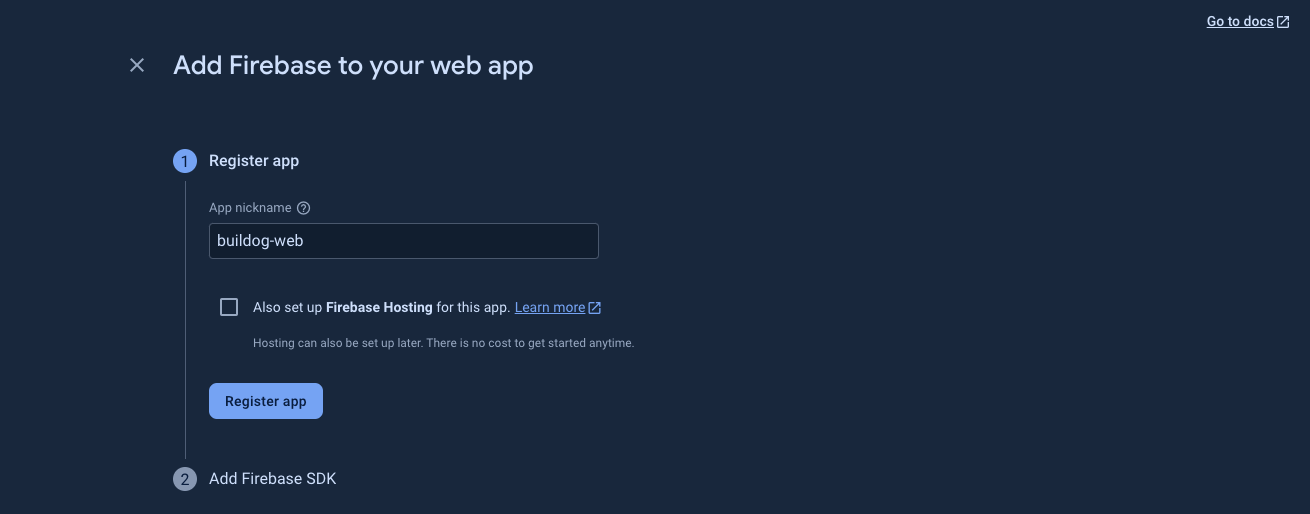 Go to docs
Add Firebase to your web app
1 Register app
App nickname
buildog-web
Also set up Firebase Hosting for this app. Learn more
Hosting can also be set up later. There is no cost to get started anytime.
Register app
2 Add Firebase SDK